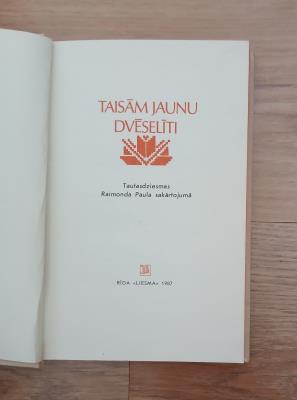 TAISĀM JAUNU
DVĒSELĪTI
Tautasdziesmas
Raimonda Paula sakārtojumā
RĪGA «LIESMA» 1987